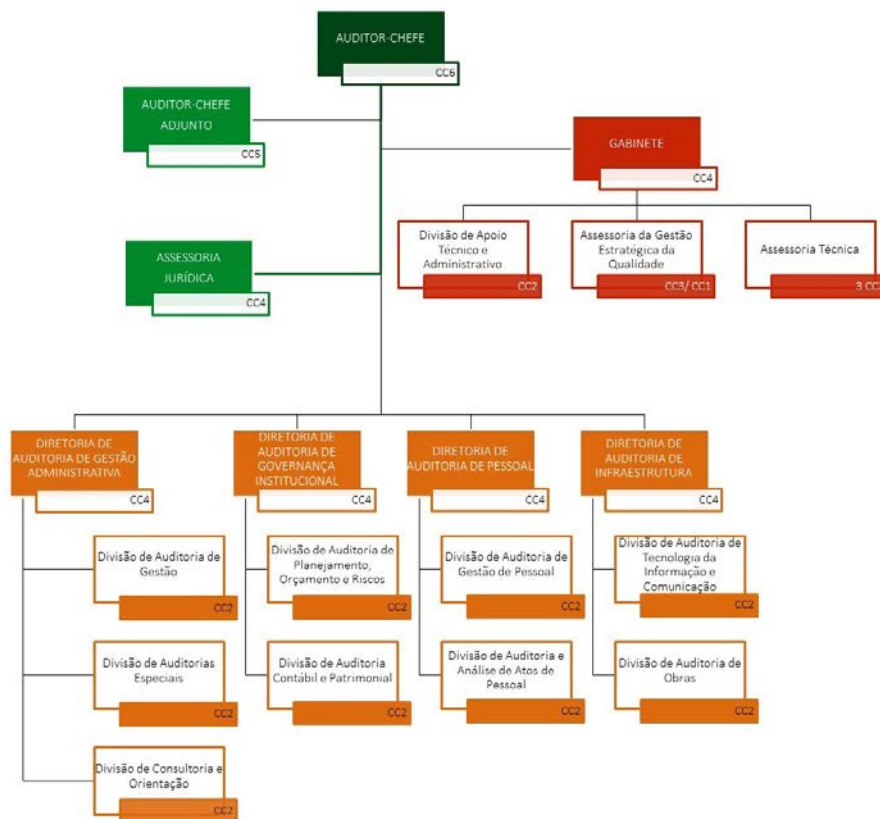 AUDITOR-CHEFE
CC6
AUDITOR-CHEFE
ADJUNTO
CC5
GABINETE
CC4
Divisão de Apoio
Técnico e
Administrativo
CC2
Assessoria da Gestão
Estratégica da
Qualidade
CC3/ CC1
Assessoria Técnica
3 CC3
ASSESSORIA
JURÍDICA
CC4
DIRETORIA DE
AUDITORIA DE GESTÃO
ADMINISTRATIVA
CC4
DIRETORIA DE
AUDITORIA DE
GOVERNANÇA
INSTITUCIONAL
CC4
DIRETORIA DE
AUDITORIA DE PESSOAL
CC4
DIRETORIA DE
AUDITORIA DE
INFRAESTRUTURA
CC4
Divisão de Auditoria de
Gestão
CC2
Divisão de Auditoria de
Planejamento,
Orçamento e Riscos
CC2
Divisão de Auditoria de
Gestão de Pessoal
CC2
Divisão de Auditoria de
Tecnologia da
Informação e
Comunicação
CC2
Divisão de Auditorias
Especiais
CC2
Divisão de Auditoria
Contábil e Patrimonial
CC2
Divisão de Auditoria e
Análise de Atos de
Pessoal
CC2
Divisão de Auditoria de
Obras
CC2
Divisão de Consultoria e
Orientação
CC2